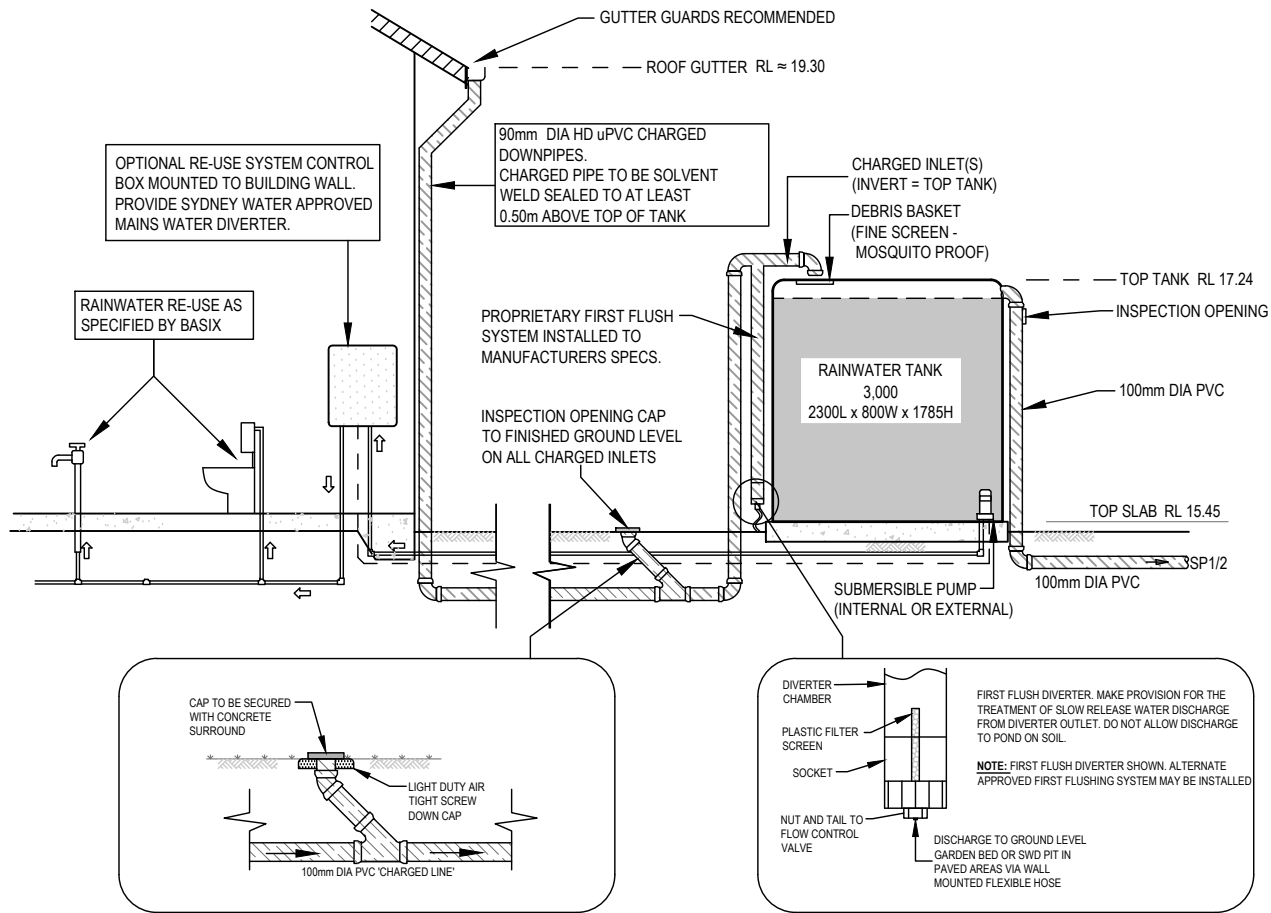 GUTTER GUARDS RECOMMENDED
ROOF GUTTER RL ≈ 19.30
90mm DIA HD uPVC CHARGED
DOWNPIPES.
CHARGED PIPE TO BE SOLVENT
WELD SEALED TO AT LEAST
0.50m ABOVE TOP OF TANK
OPTIONAL RE-USE SYSTEM CONTROL
BOX MOUNTED TO BUILDING WALL.
PROVIDE SYDNEY WATER APPROVED
MAINS WATER DIVERTER.
CHARGED INLET(S)
(INVERT = TOP TANK)
DEBRIS BASKET
(FINE SCREEN -
MOSQUITO PROOF)
TOP TANK RL 17.24
INSPECTION OPENING
RAINWATER RE-USE AS
SPECIFIED BY BASIX
PROPRIETARY FIRST FLUSH
SYSTEM INSTALLED TO
MANUFACTURERS SPECS.
RAINWATER TANK
3,000
2300L x 800W x 1785H
100mm DIA PVC
INSPECTION OPENING CAP
TO FINISHED GROUND LEVEL
ON ALL CHARGED INLETS
TOP SLAB RL 15.45
SP1/2
100mm DIA PVC
SUBMERSIBLE PUMP
(INTERNAL OR EXTERNAL)
CAP TO BE SECURED
WITH CONCRETE
SURROUND
LIGHT DUTY AIR
TIGHT SCREW
DOWN CAP
100mm DIA PVC 'CHARGED LINE'
DIVERTER
CHAMBER
PLASTIC FILTER
SCREEN
SOCKET
NUT AND TAIL TO
FLOW CONTROL
VALVE
FIRST FLUSH DIVERTER. MAKE PROVISION FOR THE
TREATMENT OF SLOW RELEASE WATER DISCHARGE
FROM DIVERTER OUTLET. DO NOT ALLOW DISCHARGE
TO POND ON SOIL.
NOTE: FIRST FLUSH DIVERTER SHOWN. ALTERNATE
APPROVED FIRST FLUSHING SYSTEM MAY BE INSTALLED
DISCHARGE TO GROUND LEVEL
GARDEN BED OR SWD PIT IN
PAVED AREAS VIA WALL
MOUNTED FLEXIBLE HOSE